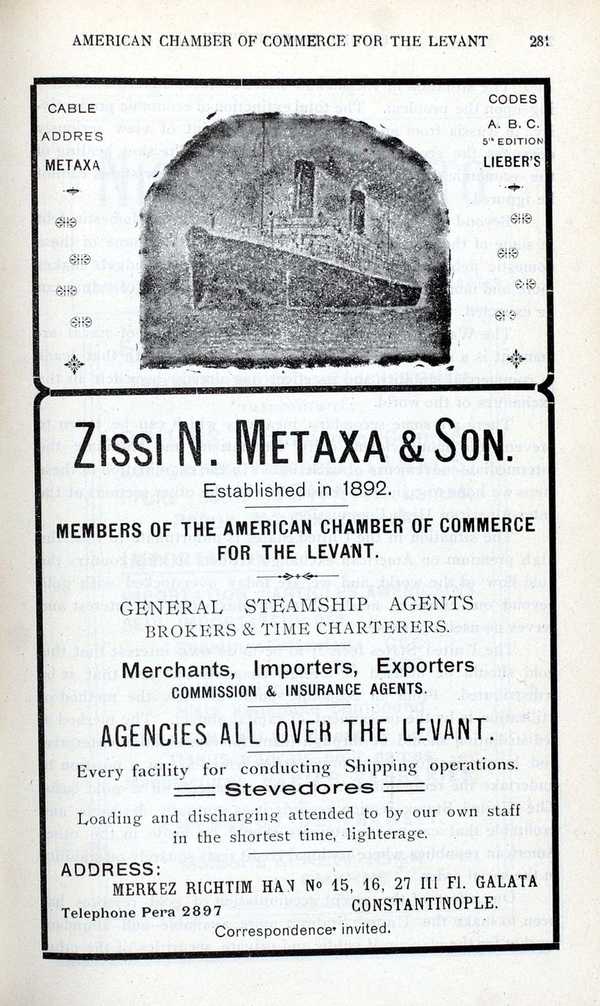 AMERICAN CHAMBER OF COMMERCE FOR THE LEVANT 281
CABLE
ADDRES
METAXA
CODES
A. B. C.
5TH EDITION
LIEBER'S
ZISSI N. METAXA & SON.
Established in 1892.
MEMBERS OF THE AMERICAN CHAMBER OF COMMERCE
FOR THE LEVANT.
GENERAL STEAMSHIP AGENTS
BROKERS & TIME CHARTERERS.
Merchants, Importers, Exporters
COMMISSION & INSURANCE AGENTS.
AGENCIES ALL OVER THE LEVANT.
Every facility for conducting Shipping operations.
Stevedores
Loading and discharging attended to by our own staff
in the shortest time, lighterage.
ADDRESS:
MERKEZ RICHTIM HAN No 15, 16, 27 III Fl. GALATA
Telephone Pera 2897 CONSTANTINOPLE.
Correspondence invited.